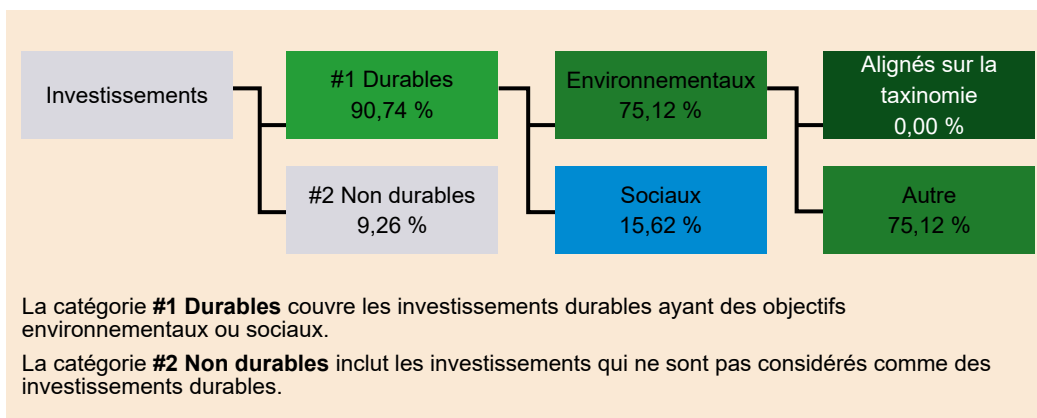 Investissements
#1 Durables
90,74 %
Environnementaux
75,12 %
Alignés sur la
taxinomie
0,00 %
#2 Non durables
9,26 %
Sociaux
15,62 %
Autre
75,12 %
La catégorie #1 Durables couvre les investissements durables ayant des objectifs
environnementaux ou sociaux.
La catégorie #2 Non durables inclut les investissements qui ne sont pas considérés comme des
investissements durables.